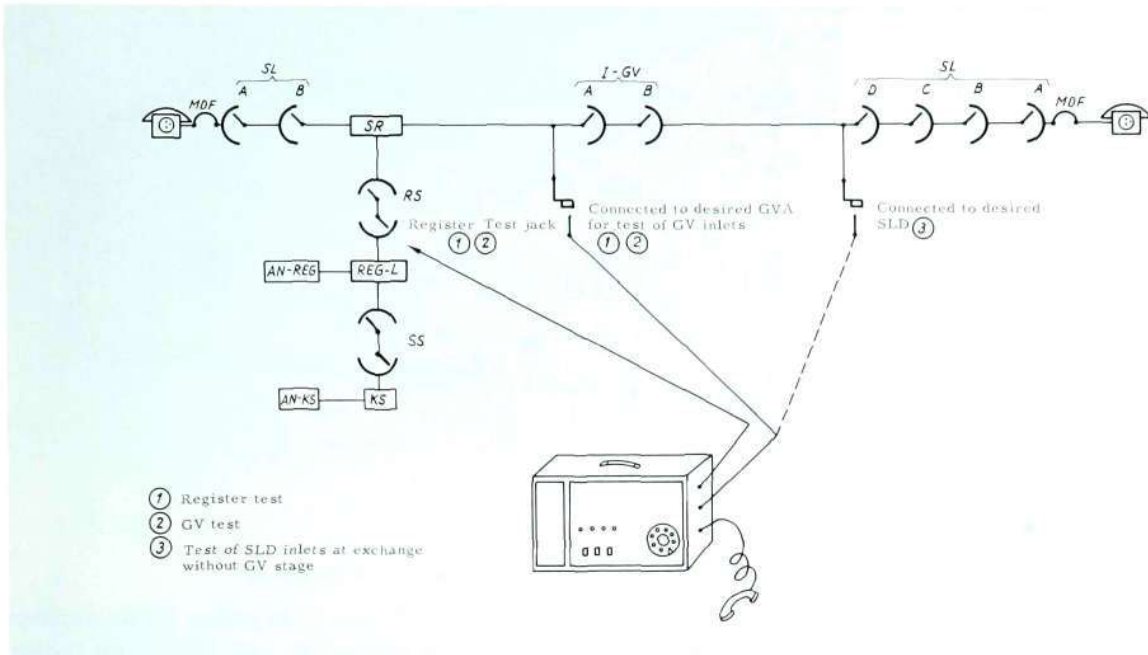 SL
I-GV
SL
A B
A B
D C B A
MDF
MDF
SR
RS
Register Test jack
① ②
Connected to desired GVA
for test of GV inlets
① ②
Connected to desired
SLD ③
AN-REG
REG-L
SS
AN-KS
KS
① Register test
② GV test
③ Test of SLD inlets at exchange
without GV stage